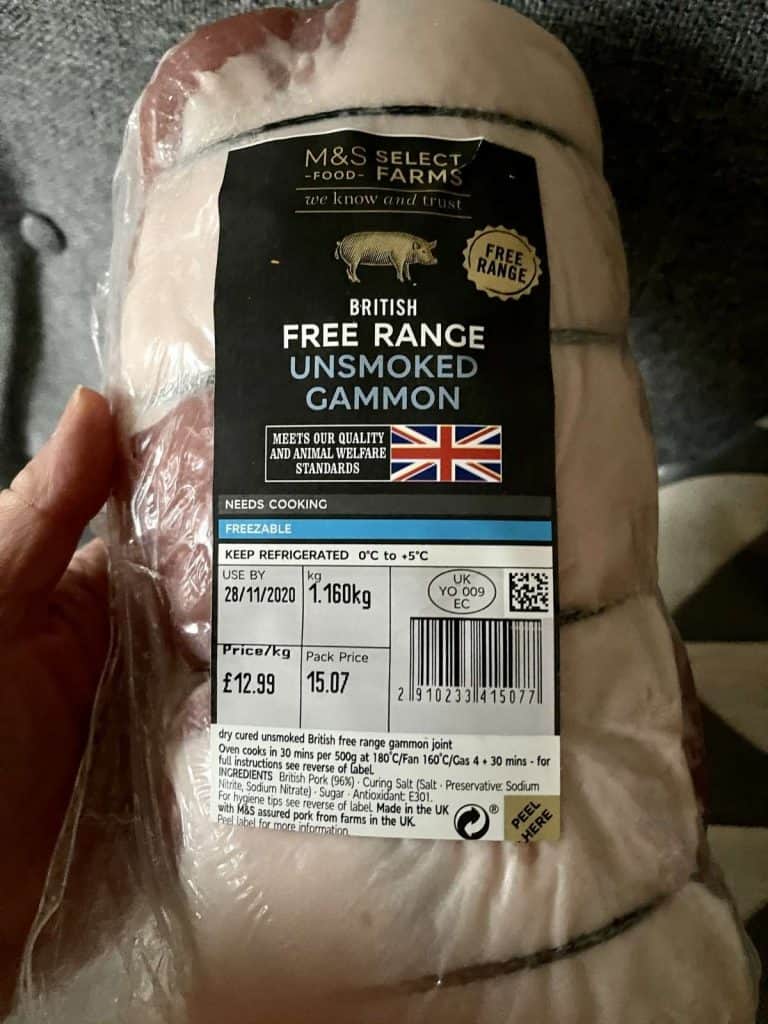 M&S SELECT
-FOOD- FARMS
we know and trust
FREE
RANGE
BRITISH
FREE RANGE
UNSMOKED
GAMMON
MEETS OUR QUALITY
AND ANIMAL WELFARE
STANDARDS
NEEDS COOKING
FREEZABLE
KEEP REFRIGERATED 0°C to +5°C
USE BY
28/11/2020
kg
1.160kg
UK
YO 009
EC
Price/kg
£12.99
Pack Price
15.07
2 910233 415077
dry cured unsmoked British free range gammon joint
Oven cooks in 30 mins per 500g at 180°C/Fan 160°C/Gas 4 + 30 mins - for
full instructions see reverse of label.
INGREDIENTS British Pork (96%) · Curing Salt (Salt · Preservative: Sodium
Nitrite, Sodium Nitrate) · Sugar · Antioxidant: E301.
For hygiene tips see reverse of label. Made in the UK
with M&S assured pork from farms in the UK.
Peel label for more information
®
PEEL
HERE